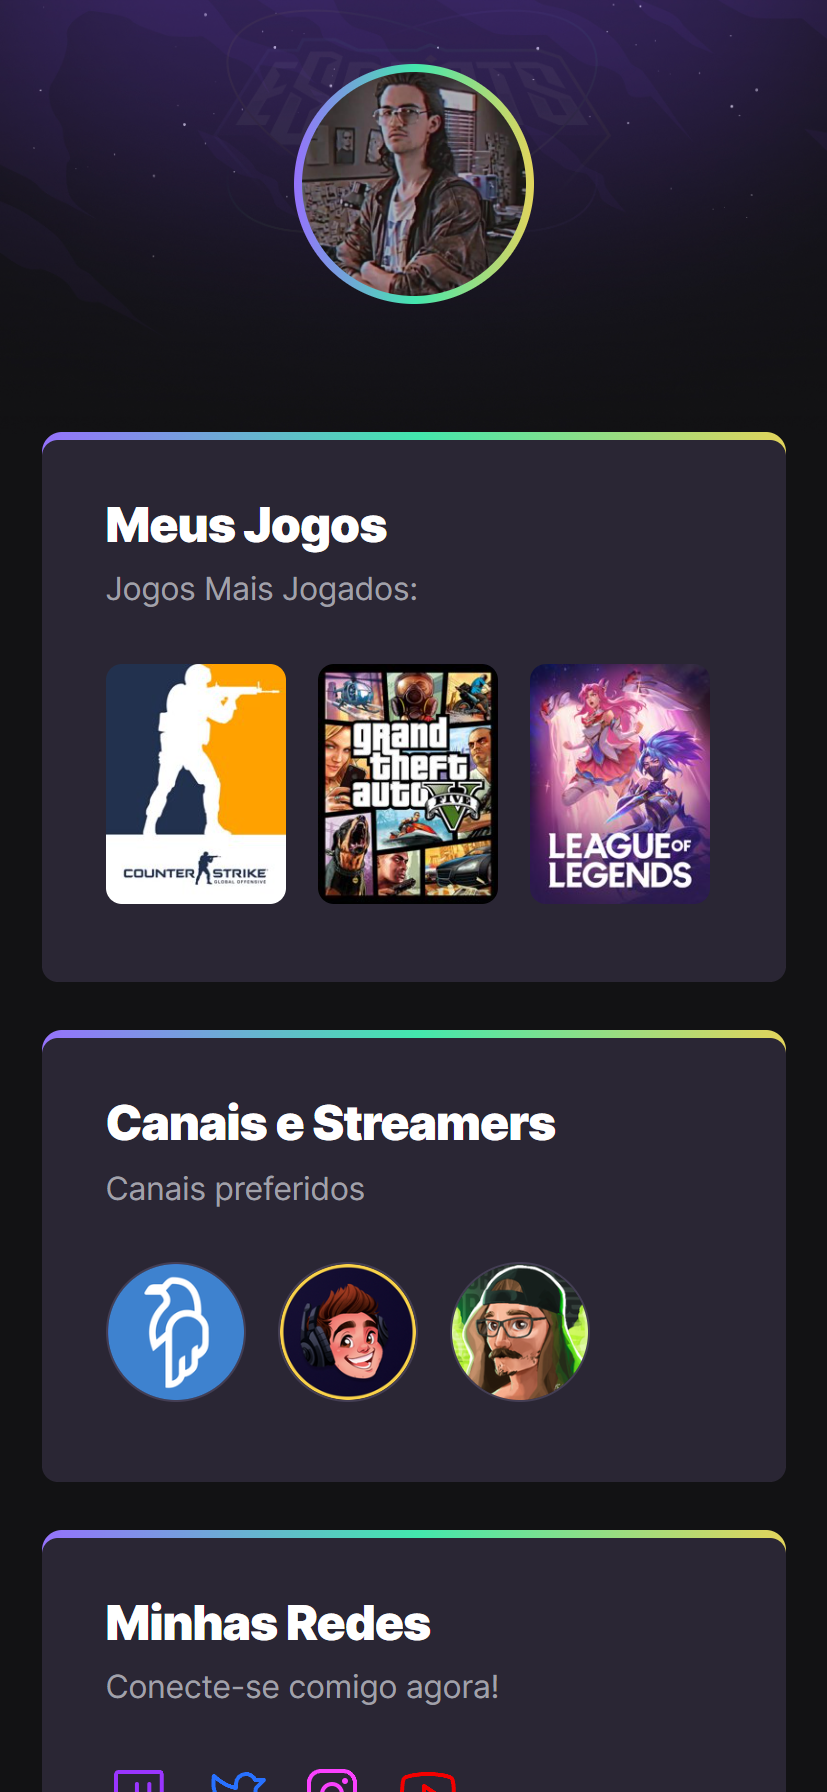 ESPORTS
Meus Jogos
Jogos Mais Jogados:
COUNTER STRIKE
GLOBAL OFFENSIVE
grand
theft
auto
FIVE
V
LEAGUE OF
LEGENDS
Canais e Streamers
Canais preferidos
Minhas Redes
Conecte-se comigo agora!